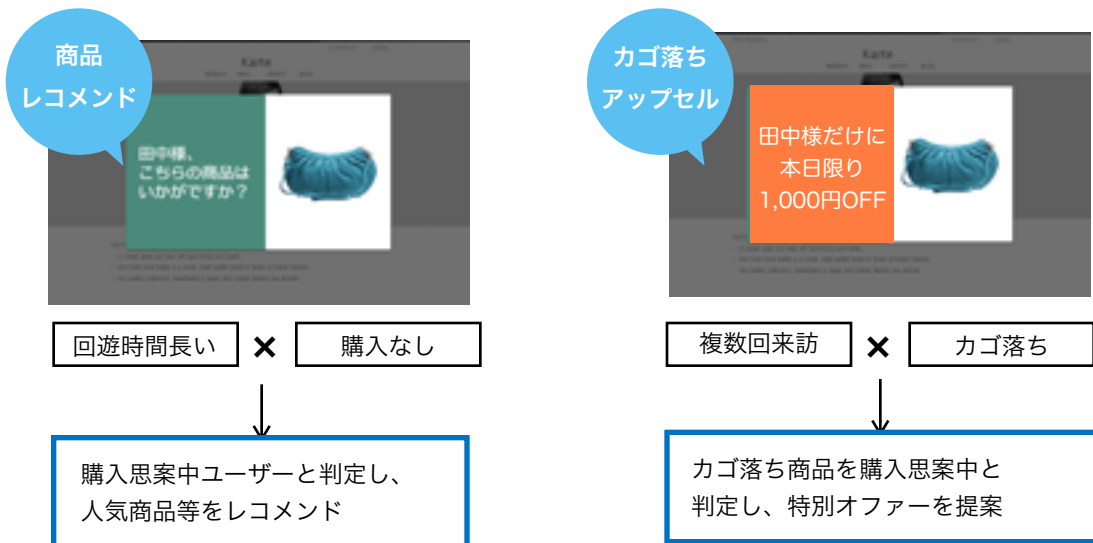 商品
レコメンド
Karte
田中様、
こちらの商品は
いかがですか？
回遊時間長い
×
購入なし
購入思案中ユーザーと判定し、
人気商品等をレコメンド
カゴ落ち
アップセル
Karte
田中様だけに
本日限り
1,000円OFF
複数回来訪
×
カゴ落ち
カゴ落ち商品を購入思案中と
判定し、特別オファーを提案